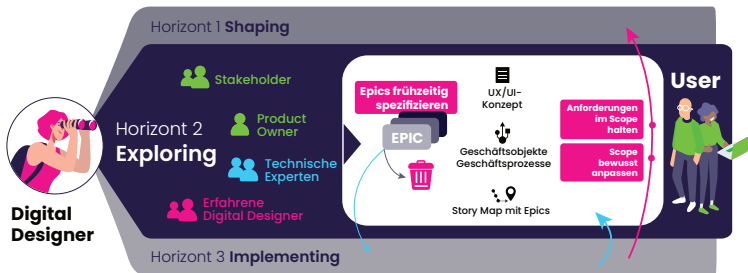 Horizont 1 Shaping
Digital
Designer
Horizont 2
Exploring
Stakeholder
Product
Owner
Technische
Experten
Erfahrene
Digital Designer
Epics frühzeitig
spezifizieren
EPIC
UX/UI-
Konzept
Geschäftsobjekte
Geschäftsprozesse
Story Map mit Epics
Anforderungen
im Scope
halten
Scope
bewusst
anpassen
User
Horizont 3 Implementing